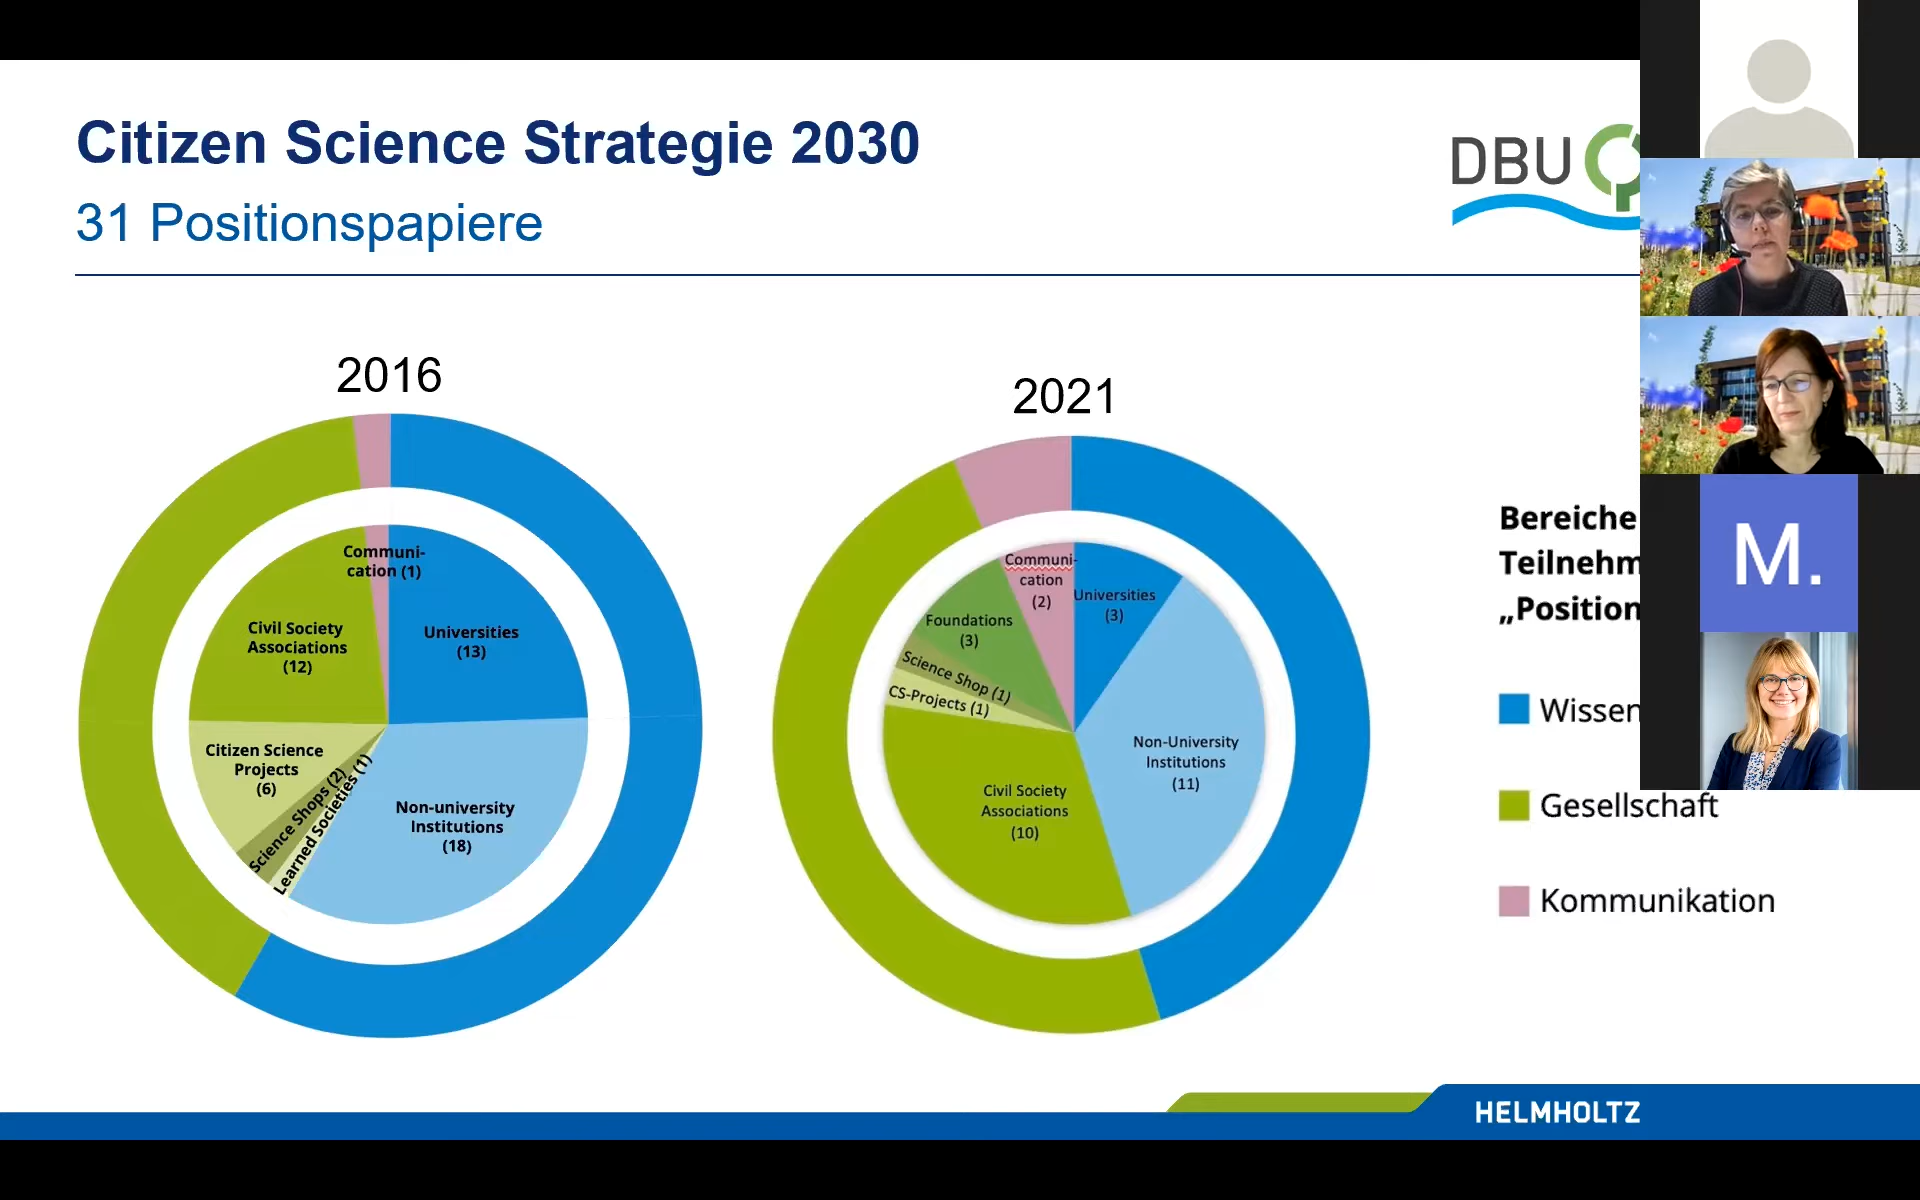 Citizen Science Strategie 2030
31 Positionspapiere
DBU
2016
Communi-
cation (1)
Civil Society
Associations
(12)
Universities
(13)
Citizen Science
Projects
(6)
Science Shops (2)
Learned Societies (1)
Non-university
Institutions
(18)
2021
Communi-
cation
(2)
Universities
(3)
Foundations
(3)
Science Shop (1)
CS-Projects (1)
Non-University
Institutions
(11)
Civil Society
Associations
(10)
Bereiche
Teilnehm
„Position
Wissen
Gesellschaft
Kommunikation
M.
HELMHOLTZ